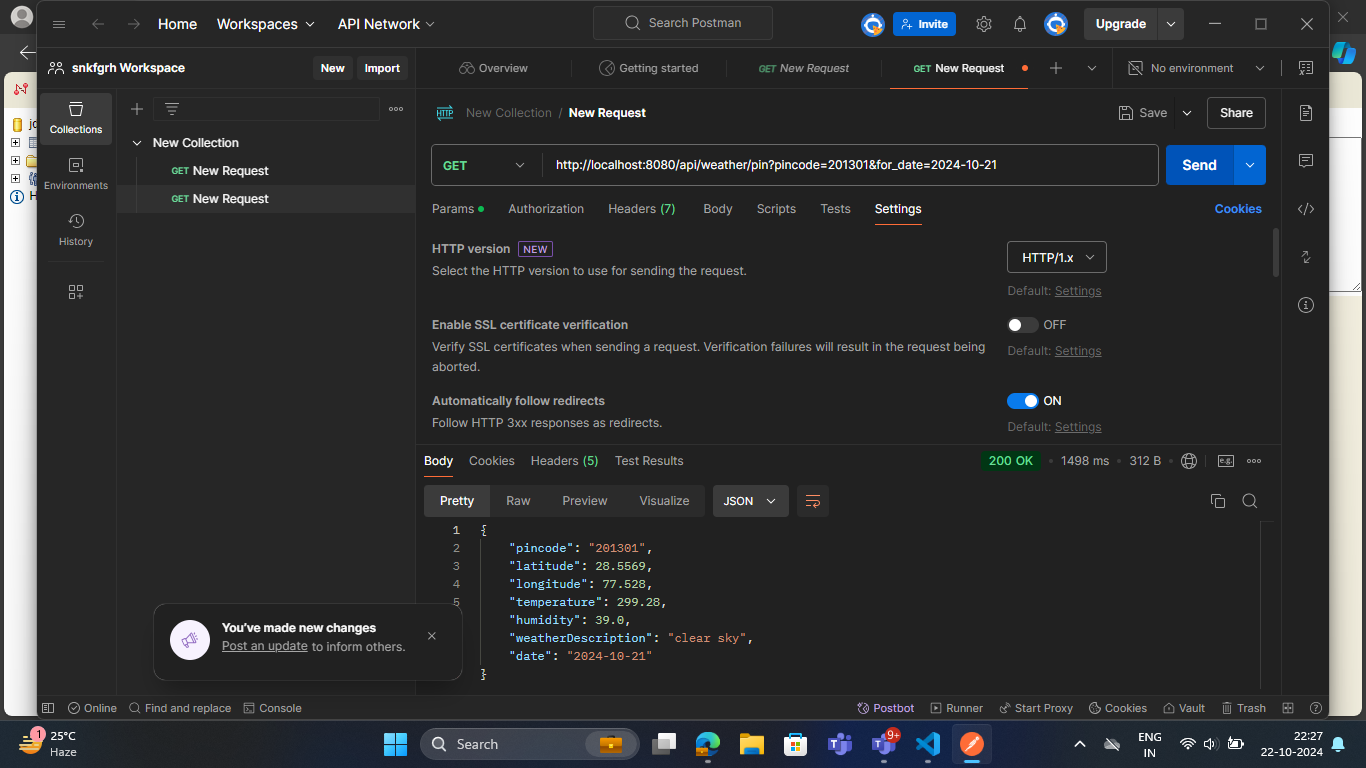 Home
Workspaces
API Network
Search Postman
Invite
Upgrade
snkfgrh Workspace
New
Import
Overview
Getting started
GET New Request
GET New Request
No environment
Collections
Environments
History
New Collection
GET New Request
GET New Request
HTTP
New Collection / New Request
Save
Share
GET
http://localhost:8080/api/weather/pin?pincode=201301&for_date=2024-10-21
Send
Params
Authorization
Headers (7)
Body
Scripts
Tests
Settings
Cookies
HTTP version NEW
Select the HTTP version to use for sending the request.
HTTP/1.x
Default: Settings
Enable SSL certificate verification
Verify SSL certificates when sending a request. Verification failures will result in the request being
aborted.
OFF
Default: Settings
Automatically follow redirects
Follow HTTP 3xx responses as redirects.
ON
Default: Settings
Body
Cookies
Headers (5)
Test Results
200 OK
1498 ms
312 B
e.g.
Pretty
Raw
Preview
Visualize
JSON
1 {
2 "pincode": "201301",
3 "latitude": 28.5569,
4 "longitude": 77.528,
5 "temperature": 299.28,
"humidity": 39.0,
"weatherDescription": "clear sky",
"date": "2024-10-21"
}
You've made new changes
Post an update to inform others.
Online
Find and replace
Console
Postbot
Runner
Start Proxy
Cookies
Vault
Trash
1
25°C
Haze
Search
9+
ENG
IN
22:27
22-10-2024